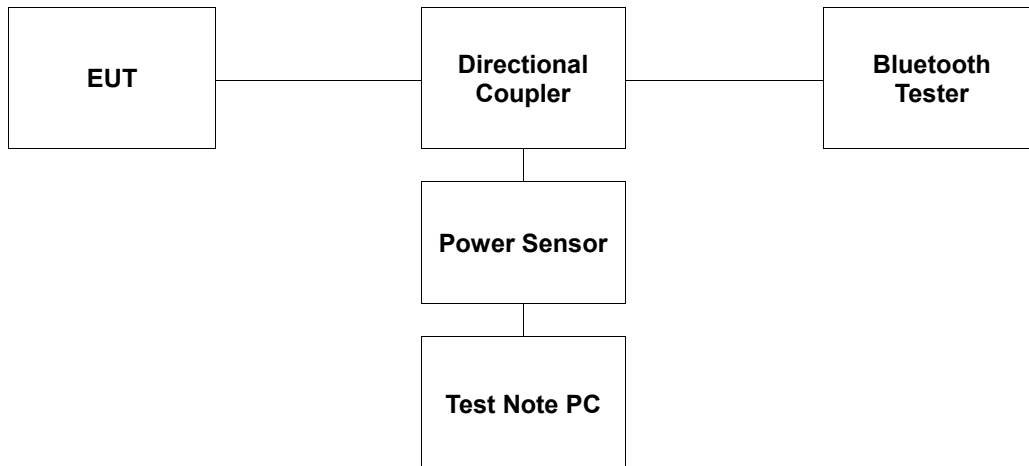 EUT
Directional
Coupler
Bluetooth
Tester
Power Sensor
Test Note PC